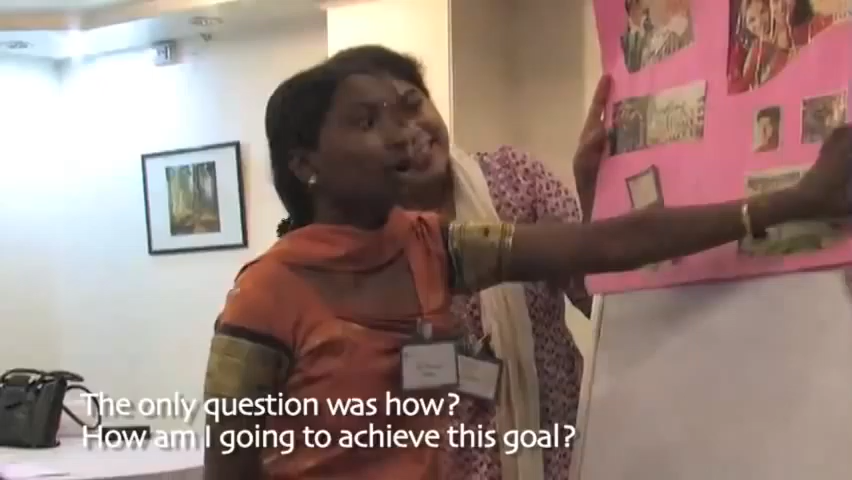 The only question was how?
How am I going to achieve this goal?